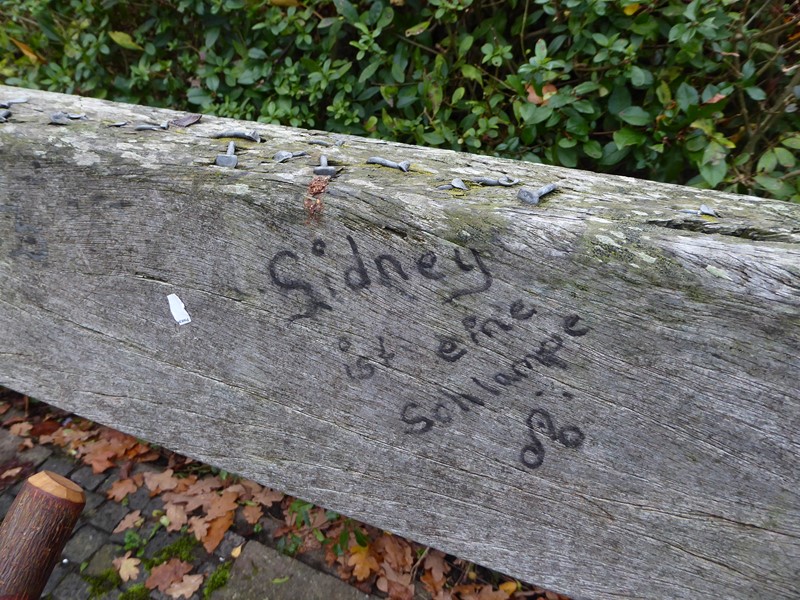 Sidney
ist eine
Schlampe